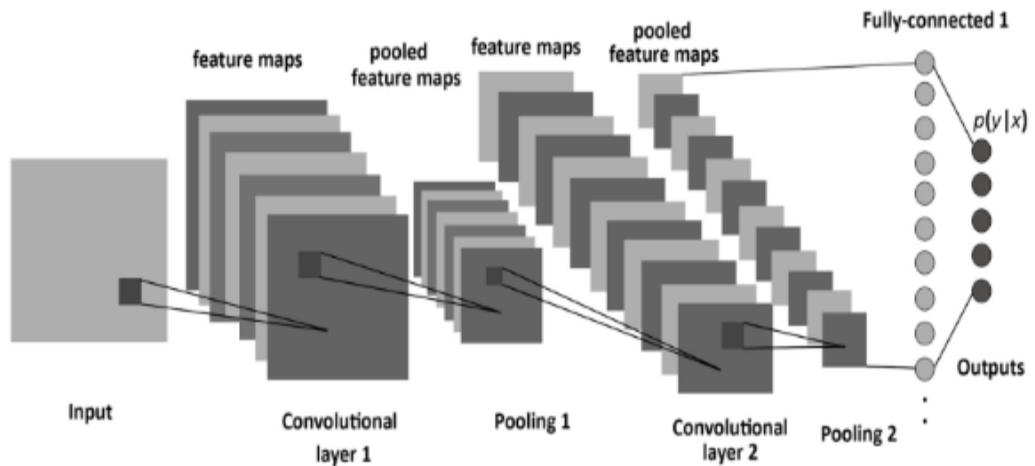 Fully-connected 1
feature maps
pooled
feature maps
feature maps
pooled
feature maps
p(y|x)
Input
Convolutional
layer 1
Pooling 1
Convolutional
layer 2
Pooling 2
Outputs